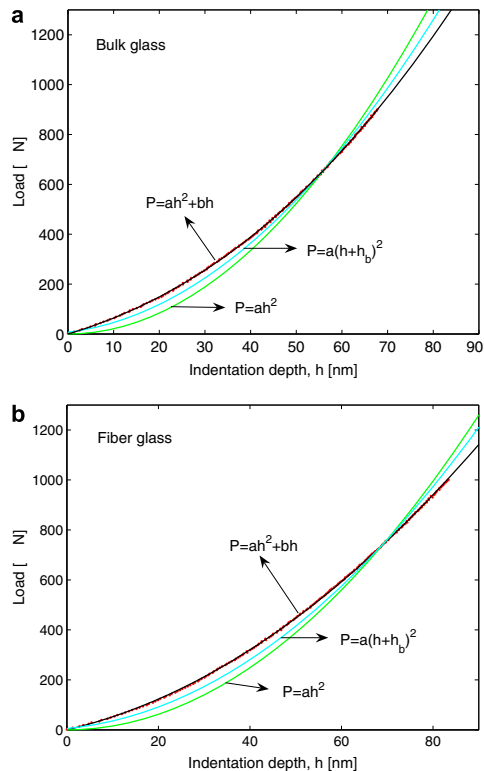 a
1200
Bulk glass
1000
Load [ N]
800
600
P=ah²+bh
400
P=a(h+h_b)²
200
P=ah²
0
0 10 20 30 40 50 60 70 80 90
Indentation depth, h [nm]
b
1200
Fiber glass
1000
Load [ N]
800
P=ah²+bh
600
400
P=a(h+h_b)²
200
P=ah²
0
0 20 40 60 80
Indentation depth, h [nm]